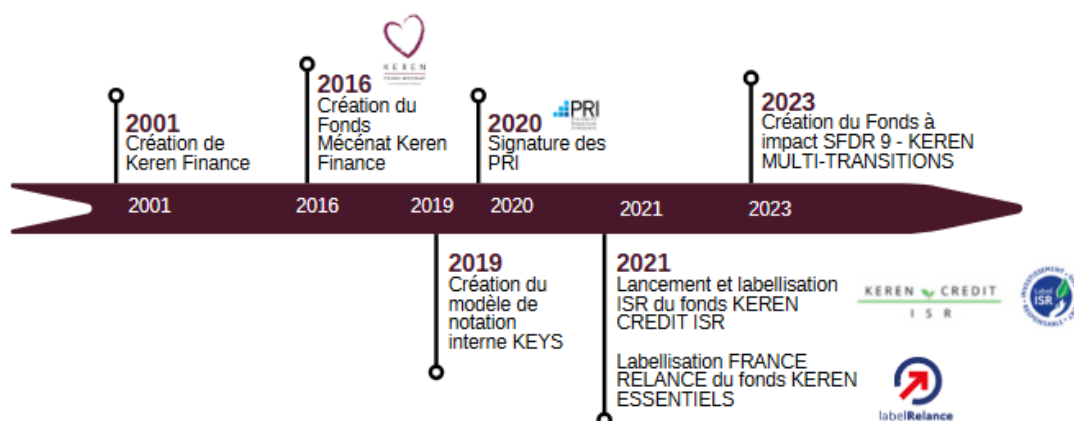 KEREN
2016
Création du
Fonds
Mécénat Keren
Finance
2001
Création de
Keren Finance
2020
PRI
Signature des
PRI
2023
Création du Fonds à
impact SFDR 9 - KEREN
MULTI-TRANSITIONS
2001
2016
2019
2020
2021
2023
2019
Création du
modèle de
notation
interne KEYS
2021
Lancement et labellisation
ISR du fonds KEREN
CREDIT ISR
KEREN CREDIT
ISR
INVESTISSEMENT
Label
ISR
RESPONSABLE
Labellisation FRANCE
RELANCE du fonds KEREN
ESSENTIELS
labelRelance